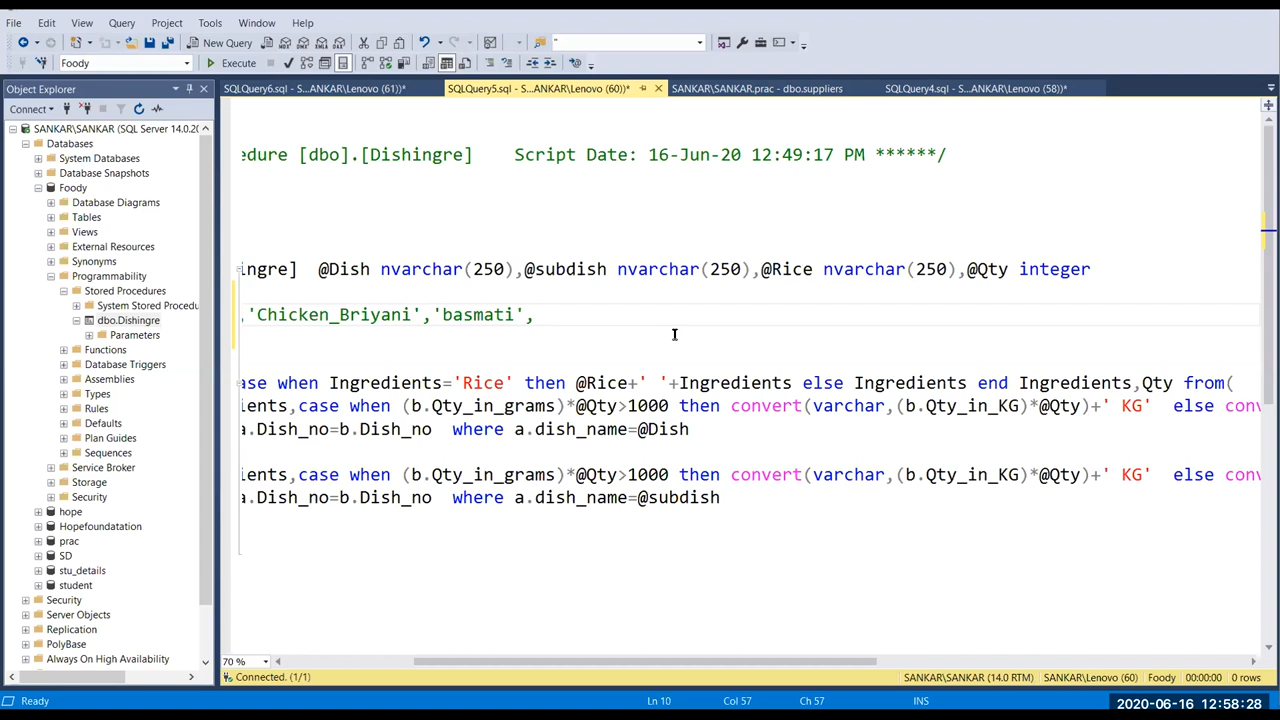 File Edit View Query Project Tools Window Help
New Query
Foody Execute
Object Explorer
SQLQuery6.sql - S...ANKAR\Lenovo (61))* SQLQuery5.sql - S...ANKAR\Lenovo (60))* SANKAR\SANKAR.prac - dbo.suppliers SQLQuery4.sql - S...ANKAR\Lenovo (58))*
Connect
SANKAR\SANKAR (SQL Server 14.0.20
Databases
System Databases
Database Snapshots
Foody
Database Diagrams
Tables
Views
External Resources
Synonyms
Programmability
Stored Procedures
System Stored Procedu
dbo.Dishingre
Parameters
Functions
Database Triggers
Assemblies
Types
Rules
Defaults
Plan Guides
Sequences
Service Broker
Storage
Security
hope
Hopefoundation
prac
SD
stu_details
student
Security
Server Objects
Replication
PolyBase
Always On High Availability
edure [dbo].[Dishingre] Script Date: 16-Jun-20 12:49:17 PM ******/
ingre] @Dish nvarchar(250),@subdish nvarchar(250),@Rice nvarchar(250),@Qty integer
,'Chicken_Briyani','basmati',
ase when Ingredients='Rice' then @Rice+' '+Ingredients else Ingredients end Ingredients,Qty from(
ients,case when (b.Qty_in_grams)*@Qty>1000 then convert(varchar,(b.Qty_in_KG)*@Qty)+' KG' else conv
a.Dish_no=b.Dish_no where a.dish_name=@Dish
ients,case when (b.Qty_in_grams)*@Qty>1000 then convert(varchar,(b.Qty_in_KG)*@Qty)+' KG' else conv
a.Dish_no=b.Dish_no where a.dish_name=@subdish
70 %
Connected. (1/1) SANKAR\SANKAR (14.0 RTM) SANKAR\Lenovo (60) Foody 00:00:00 0 rows
Ready Ln 10 Col 57 Ch 57 INS
2020-06-16 12:58:28